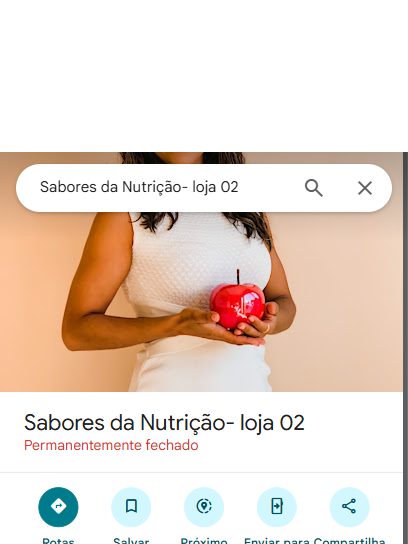 Sabores da Nutrição- loja 02
Sabores da Nutrição- loja 02
Permanentemente fechado
Rotas Salvar Próximo Enviar para Compartilha